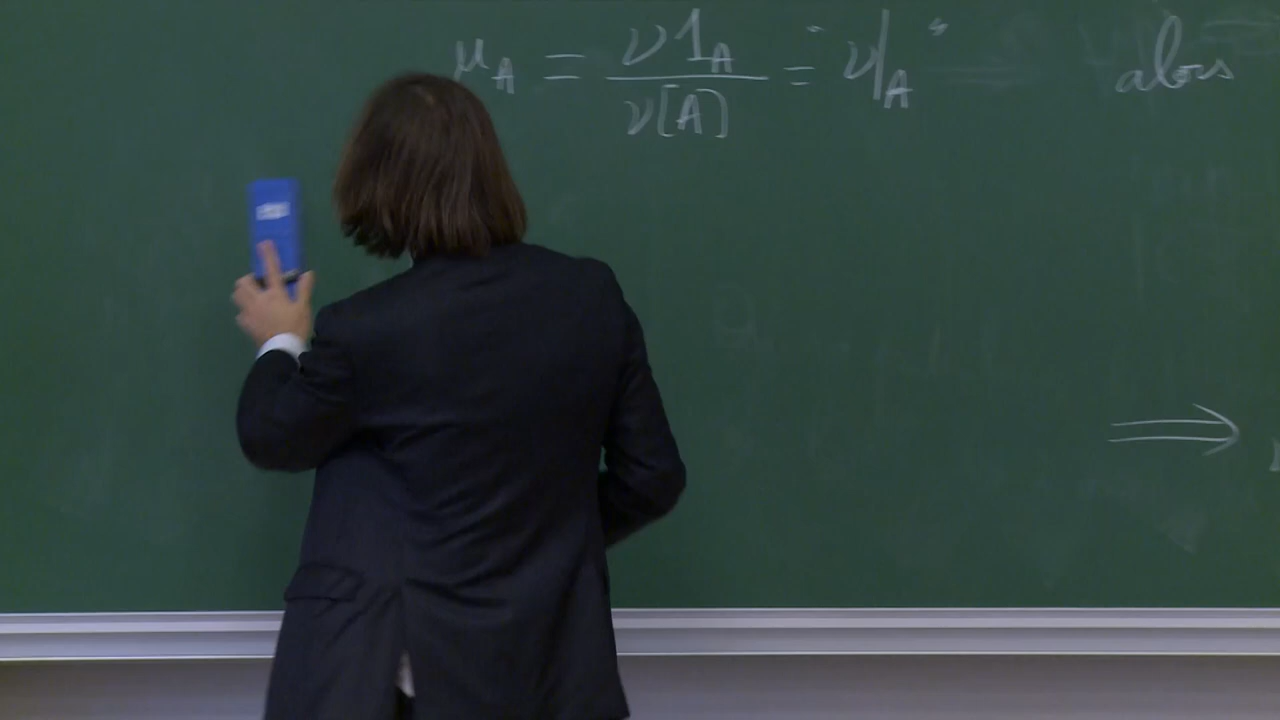 μ_A = ν1_A / ν[A] = "ν|_A" alors
⟹